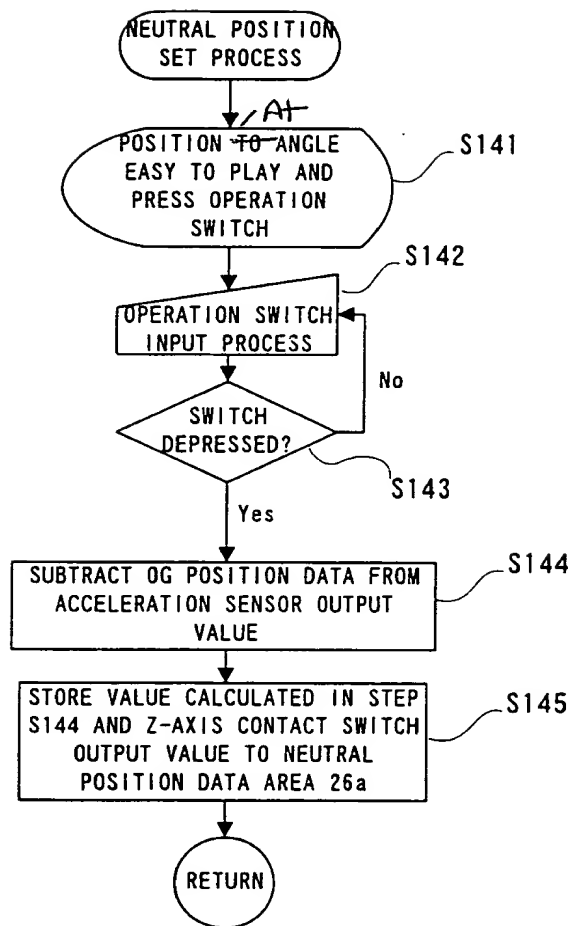 NEUTRAL POSITION
SET PROCESS
At
POSITION TO ANGLE
EASY TO PLAY AND
PRESS OPERATION
SWITCH
S141
S142
OPERATION SWITCH
INPUT PROCESS
No
SWITCH
DEPRESSED?
S143
Yes
S144
SUBTRACT OG POSITION DATA FROM
ACCELERATION SENSOR OUTPUT
VALUE
S145
STORE VALUE CALCULATED IN STEP
S144 AND Z-AXIS CONTACT SWITCH
OUTPUT VALUE TO NEUTRAL
POSITION DATA AREA 26a
RETURN